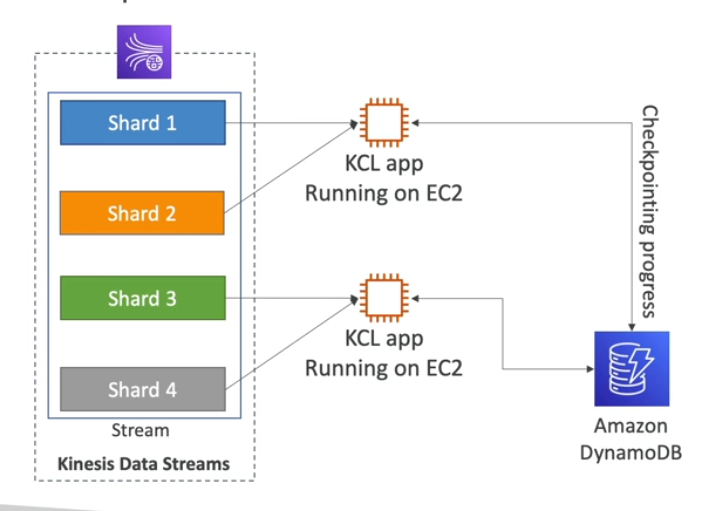 Shard 1
Shard 2
Shard 3
Shard 4
Stream
Kinesis Data Streams
KCL app
Running on EC2
KCL app
Running on EC2
Checkpointing progress
Amazon
DynamoDB